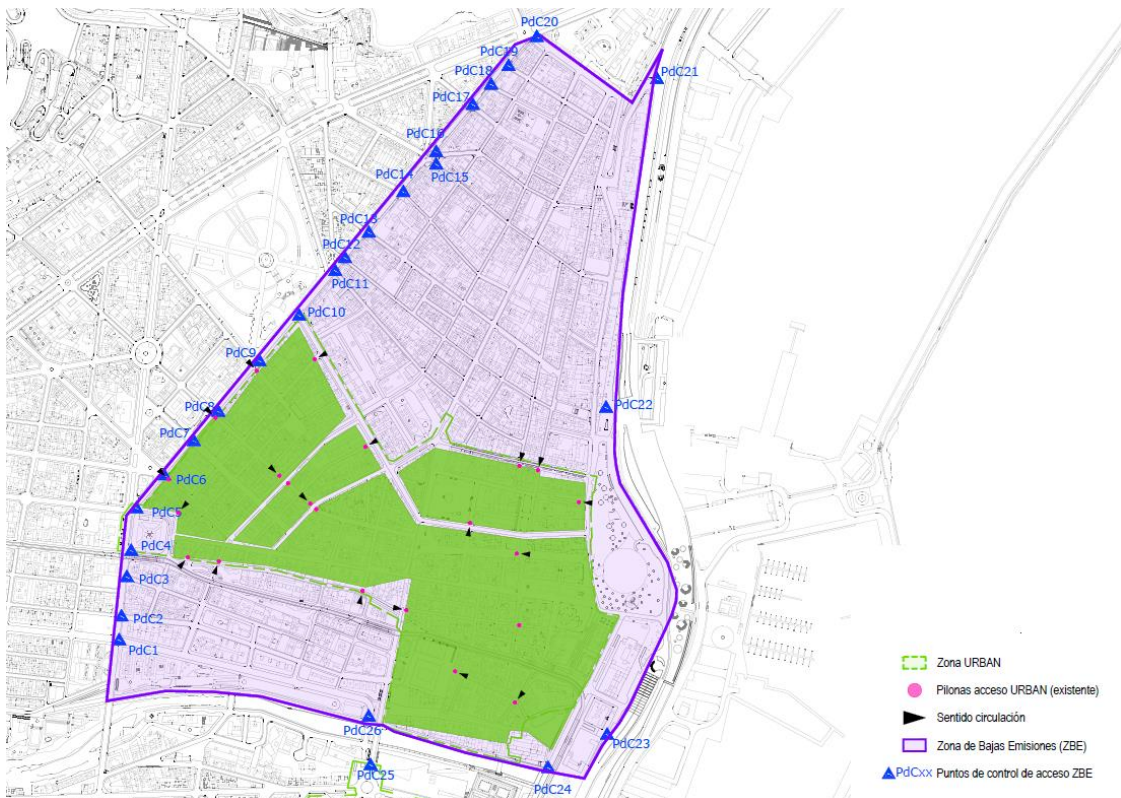 PdC20
PdC19
PdC18
PdC21
PdC17
PdC16
PdC15
PdC14
PdC13
PdC12
PdC11
PdC10
PdC9
PdC8
PdC22
PdC7
PdC6
PdC5
PdC4
PdC3
PdC2
PdC1
PdC26
PdC23
PdC25
PdC24
Zona URBAN
Pilonas acceso URBAN (existente)
Sentido circulación
Zona de Bajas Emisiones (ZBE)
PdCxx Puntos de control de acceso ZBE